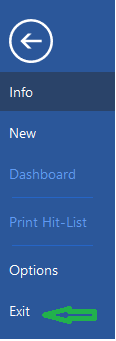 Info
New
Dashboard
Print Hit-List
Options
Exit